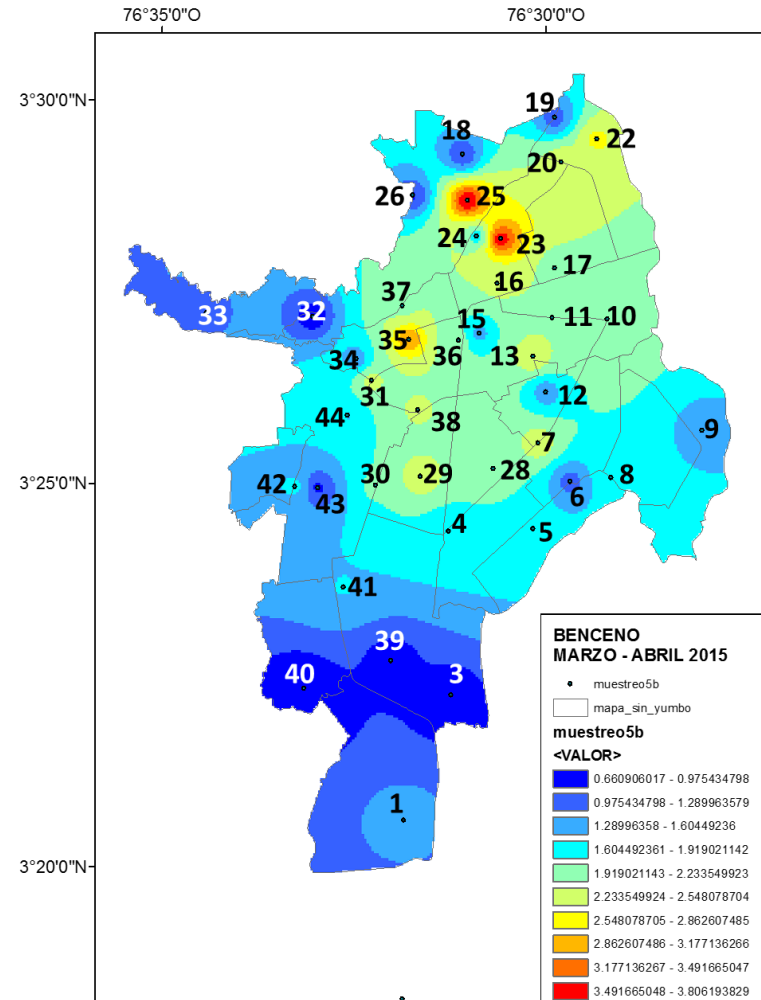 76°35'0"O 76°30'0"O
3°30'0"N
19
18
22
20
26
25
24
23
17
16
37
33
32
15
11
10
35
36
13
34
31
12
44
38
9
7
42
30
29
28
8
43
6
4
5
41
39
40
3
1
3°25'0"N
3°20'0"N
BENCENO
MARZO - ABRIL 2015
muestreo5b
mapa_sin_yumbo
muestreo5b
<VALOR>
0.660906017 - 0.975434798
0.975434798 - 1.289963579
1.28996358 - 1.60449236
1.604492361 - 1.919021142
1.919021143 - 2.233549923
2.233549924 - 2.548078704
2.548078705 - 2.862607485
2.862607486 - 3.177136266
3.177136267 - 3.491665047
3.491665048 - 3.806193829